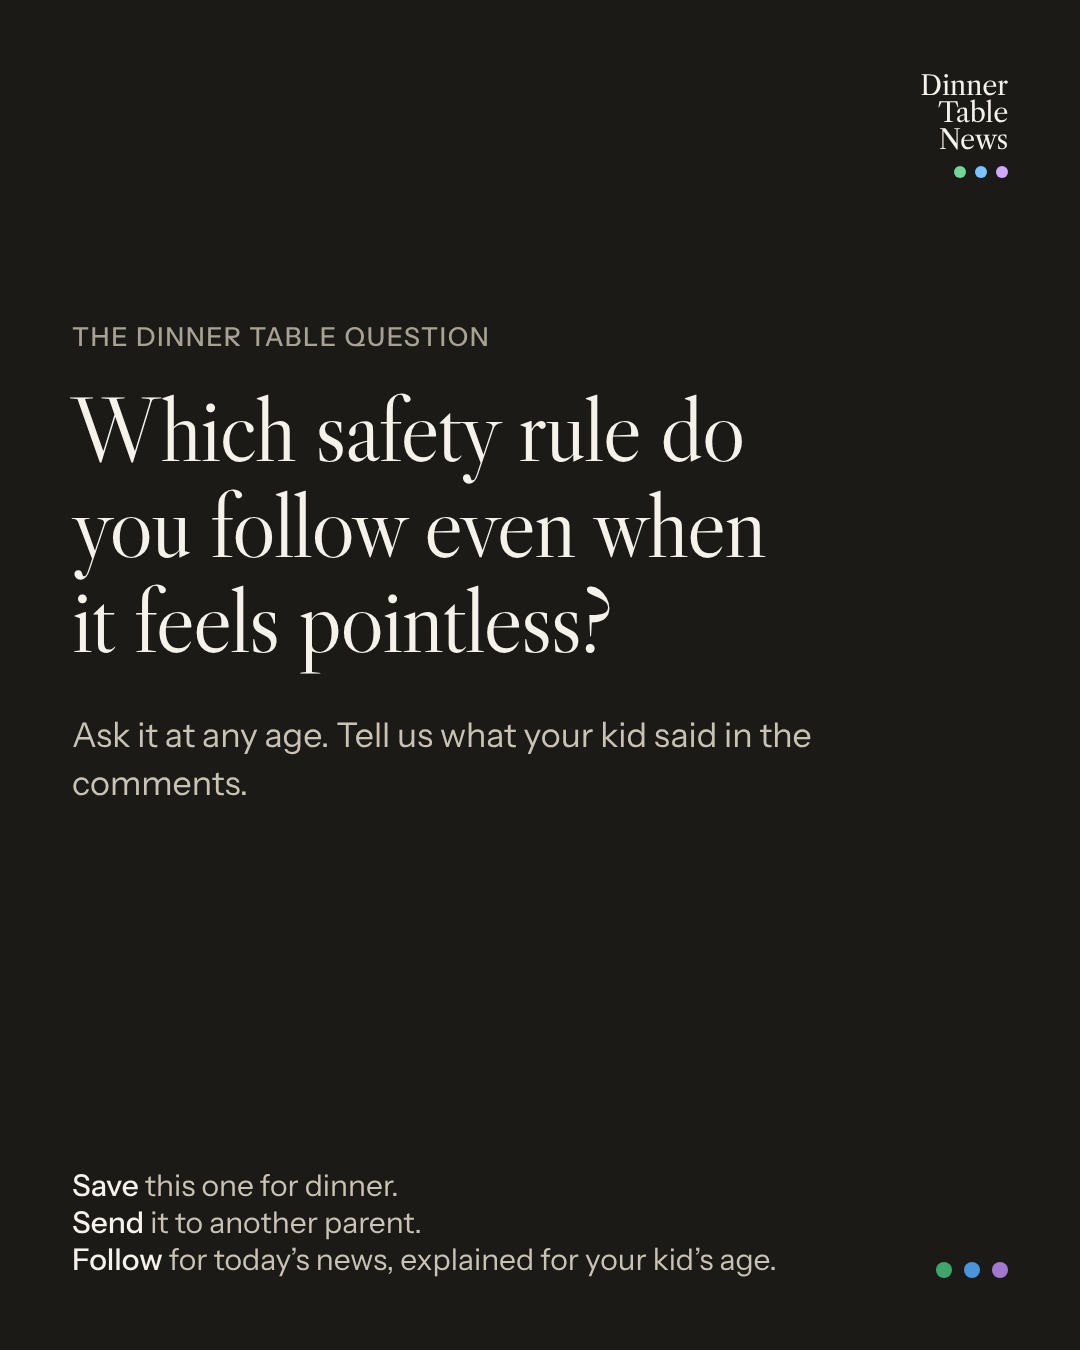 Dinner
Table
News
THE DINNER TABLE QUESTION
Which safety rule do
you follow even when
it feels pointless?
Ask it at any age. Tell us what your kid said in the
comments.
Save this one for dinner.
Send it to another parent.
Follow for today’s news, explained for your kid’s age.